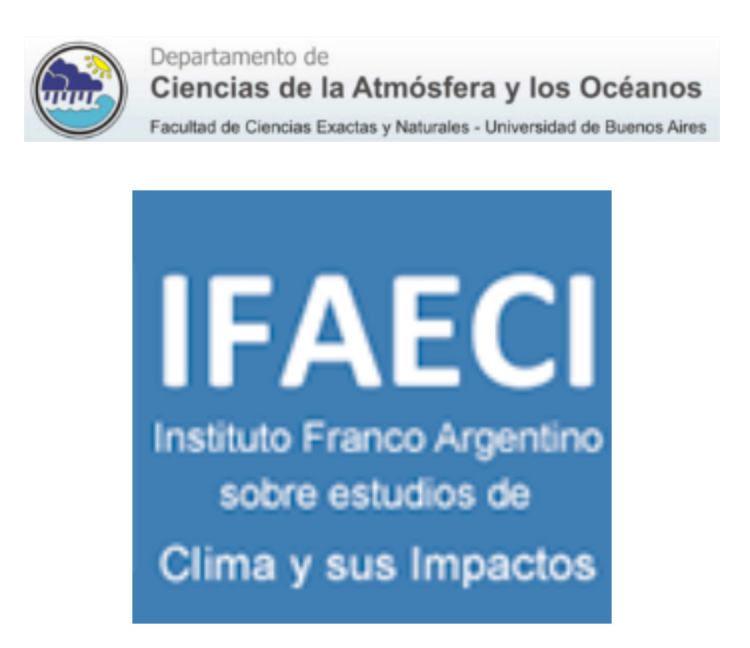 Departamento de
Ciencias de la Atmósfera y los Océanos
Facultad de Ciencias Exactas y Naturales - Universidad de Buenos Aires
IFAECI
Instituto Franco Argentino
sobre estudios de
Clima y sus Impactos